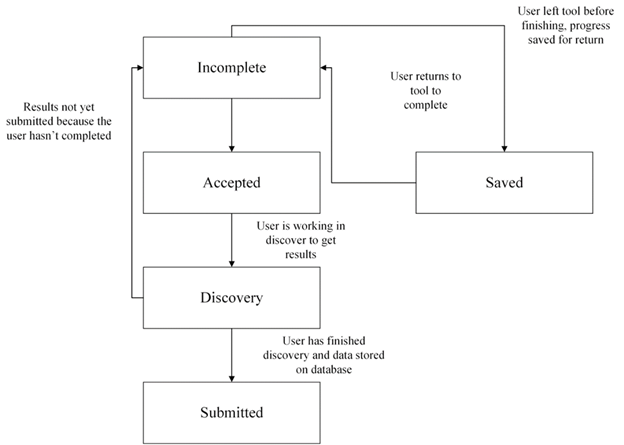 User left tool before
finishing, progress
saved for return
Incomplete
User returns to
tool to
complete
Results not yet
submitted because the
user hasn't completed
Accepted
Saved
User is working in
discover to get
results
Discovery
User has finished
discovery and data stored
on database
Submitted